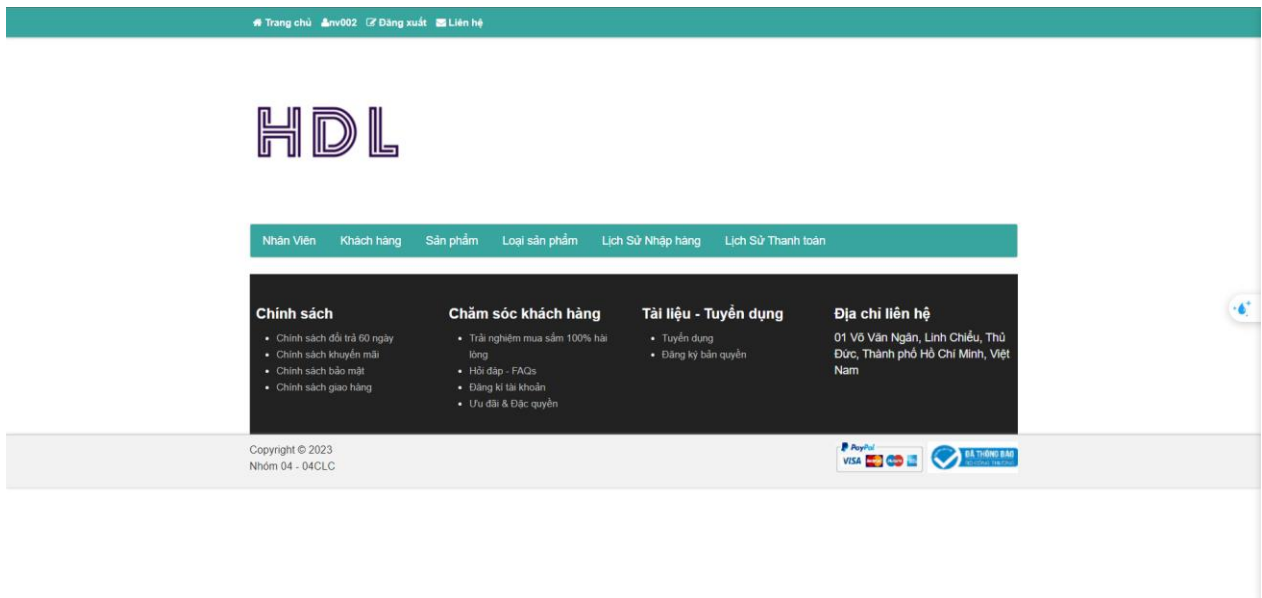 Trang chủ nv002 Đăng xuất Liên hệ
HDL
Nhân Viên Khách hàng Sản phẩm Loại sản phẩm Lịch Sử Nhập hàng Lịch Sử Thanh toán
Chính sách
Chính sách đổi trả 60 ngày
Chính sách khuyến mãi
Chính sách bảo mật
Chính sách giao hàng
Chăm sóc khách hàng
Trải nghiệm mua sắm 100% hài
lòng
Hỏi đáp - FAQs
Đăng kí tài khoản
Ưu đãi & Đặc quyền
Tài liệu - Tuyển dụng
Tuyển dụng
Đăng ký bản quyền
Địa chỉ liên hệ
01 Võ Văn Ngân, Linh Chiểu, Thủ
Đức, Thành phố Hồ Chí Minh, Việt
Nam
Copyright © 2023
Nhóm 04 - 04CLC
PayPal
VISA
ĐÃ THÔNG BÁO
BỘ CÔNG THƯƠNG